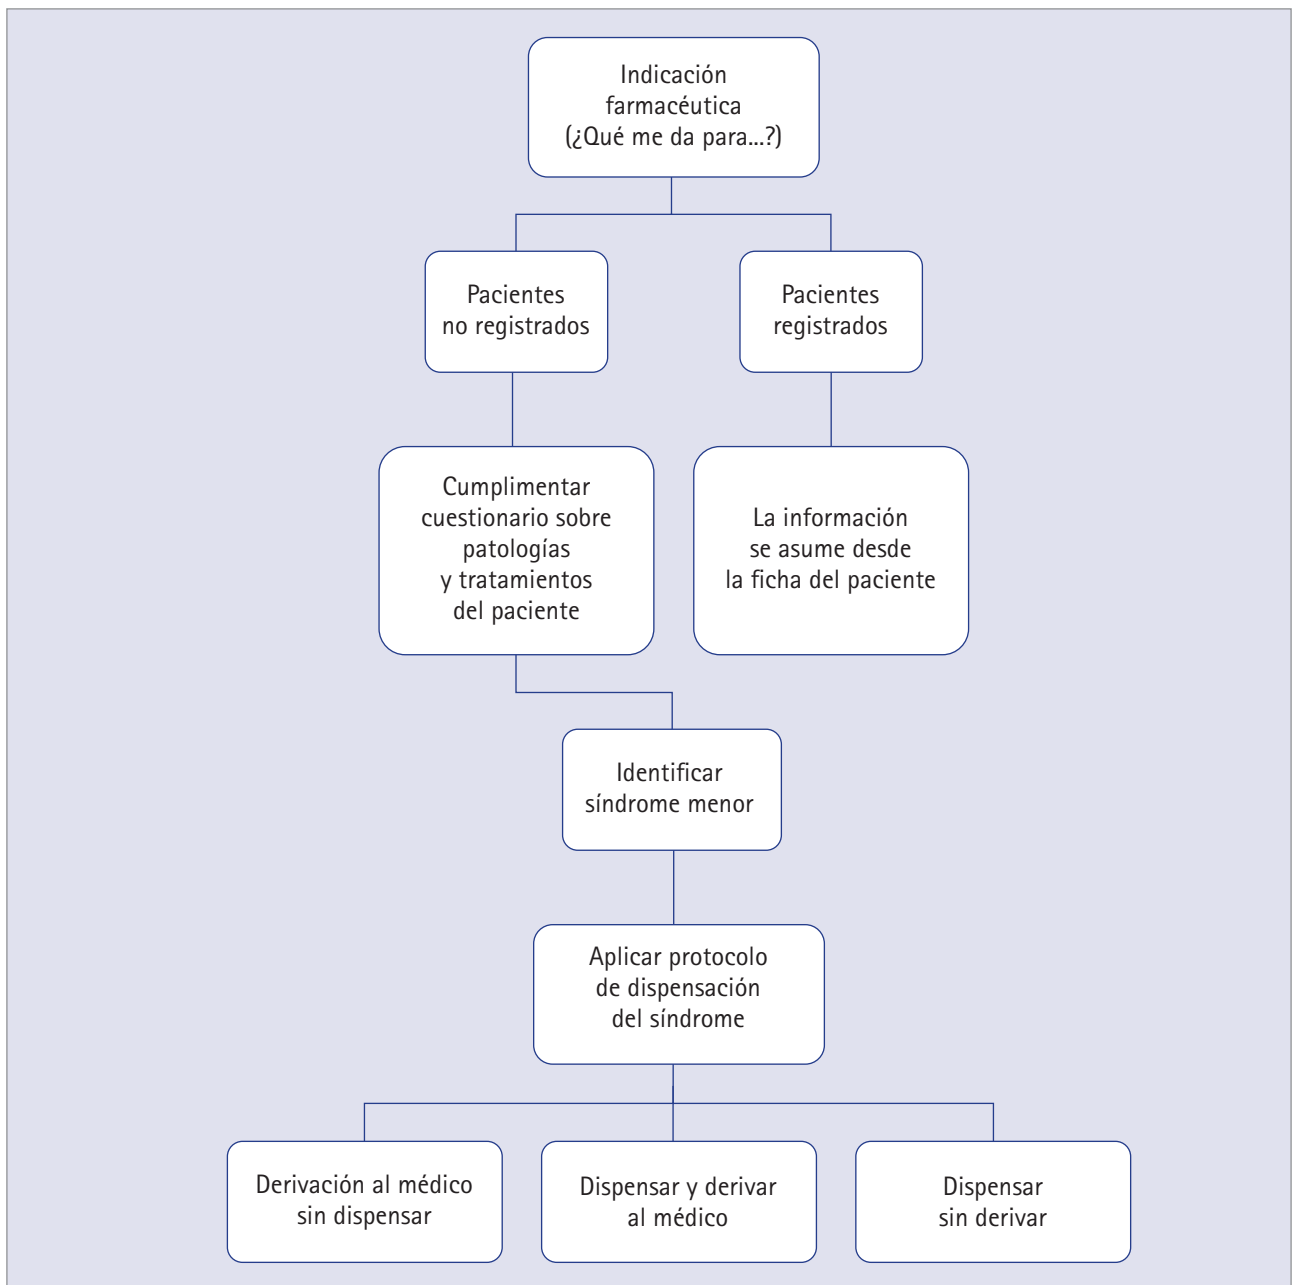 Indicación
farmacéutica
(¿Qué me da para...?)
Pacientes
no registrados
Pacientes
registrados
Cumplimentar
cuestionario sobre
patologías
y tratamientos
del paciente
La información
se asume desde
la ficha del paciente
Identificar
síndrome menor
Aplicar protocolo
de dispensación
del síndrome
Derivación al médico
sin dispensar
Dispensar y derivar
al médico
Dispensar
sin derivar